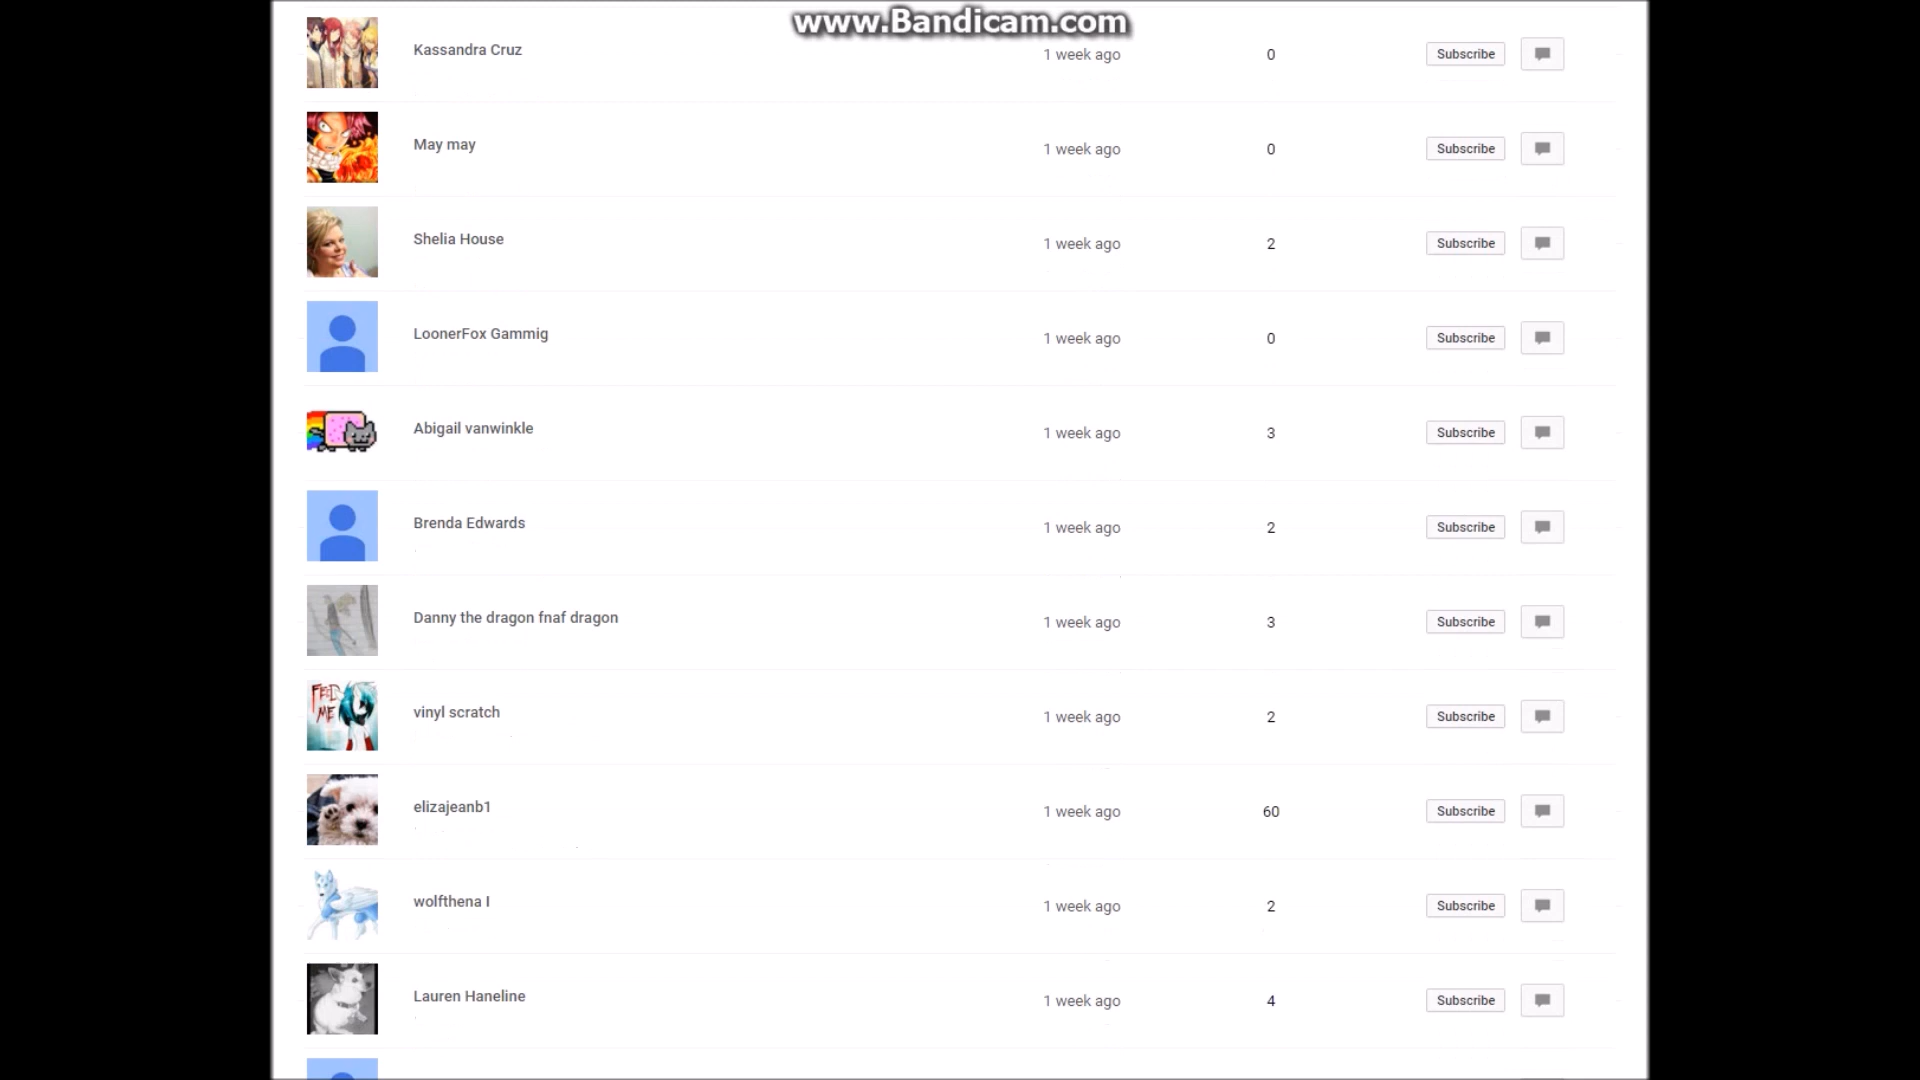 www.Bandicam.com
Kassandra Cruz 1 week ago 0 Subscribe
May may 1 week ago 0 Subscribe
Shelia House 1 week ago 2 Subscribe
LoonerFox Gammig 1 week ago 0 Subscribe
Abigail vanwinkle 1 week ago 3 Subscribe
Brenda Edwards 1 week ago 2 Subscribe
Danny the dragon fnaf dragon 1 week ago 3 Subscribe
FEED ME
vinyl scratch 1 week ago 2 Subscribe
elizajeanb1 1 week ago 60 Subscribe
wolfthena I 1 week ago 2 Subscribe
Lauren Haneline 1 week ago 4 Subscribe